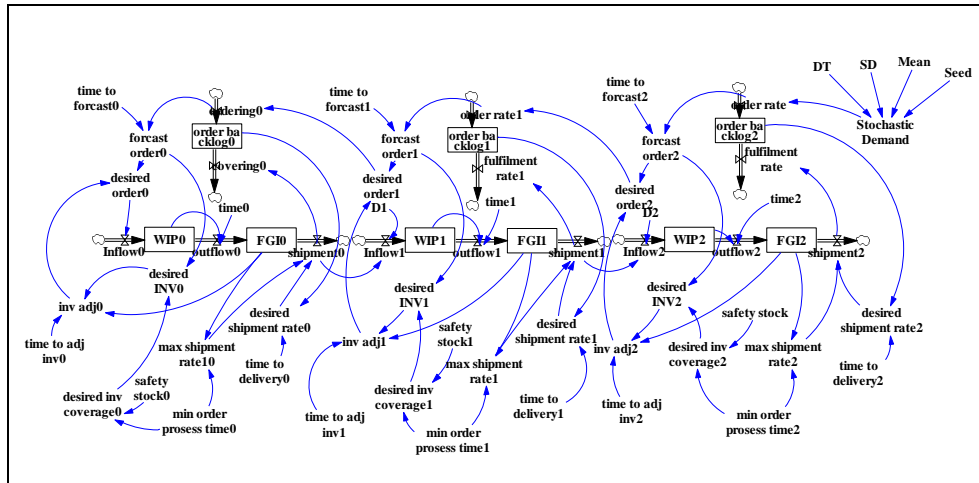 DT
SD
Mean
Seed
Stochastic
Demand
time to
forcast0
ordering0
forcast
order0
order ba
cklog0
overing0
desired
order0
time0
WIP0
FGI0
Inflow0
outflow0
shipment0
desired
INV0
inv adj0
time to adj
inv0
desired
shipment rate0
max shipment
rate10
time to
delivery0
safety
stock0
desired inv
coverage0
min order
prosess time0
time to
forcast1
order rate1
forcast
order1
order ba
cklog1
fulfilment
rate1
desired
order1
D1
time1
WIP1
FGI1
Inflow1
outflow1
shipment1
desired
INV1
inv adj1
safety
stock1
desired
shipment rate1
max shipment
rate1
desired inv
coverage1
time to
delivery1
time to adj
inv1
min order
prosess time1
time to
forcast2
order rate
forcast
order2
order ba
cklog2
fulfilment
rate
desired
order2
D2
time2
WIP2
FGI2
Inflow2
outflow2
shipment2
desired
INV2
safety stock
desired
shipment rate2
inv adj2
desired inv
coverage2
max shipment
rate2
time to
delivery2
time to adj
inv2
min order
prosess time2